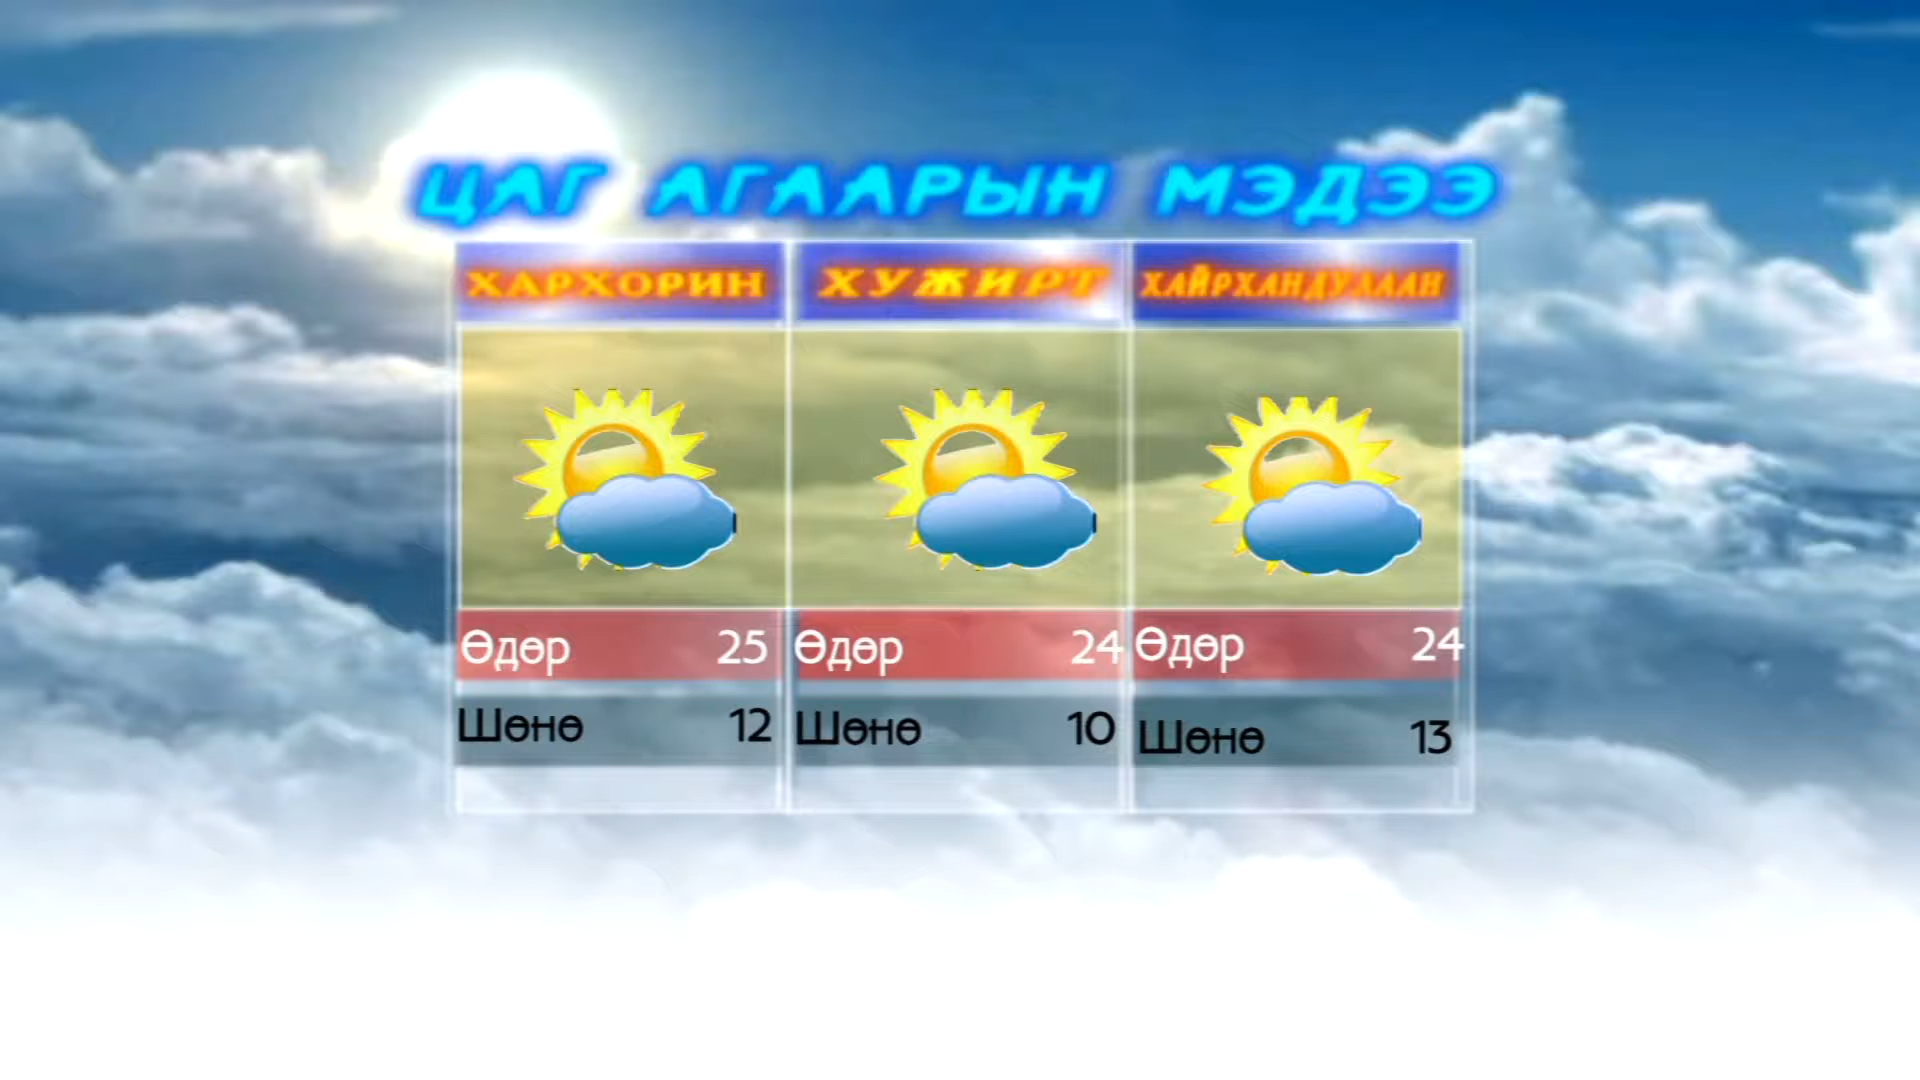 ЦАГ АГААРЫН МЭДЭЭ
ХАРХОРИН ХУЖИРТ ХАЙРХАНДУЛААН
Өдөр 25 Өдөр 24 Өдөр 24
Шөнө 12 Шөнө 10 Шөнө 13